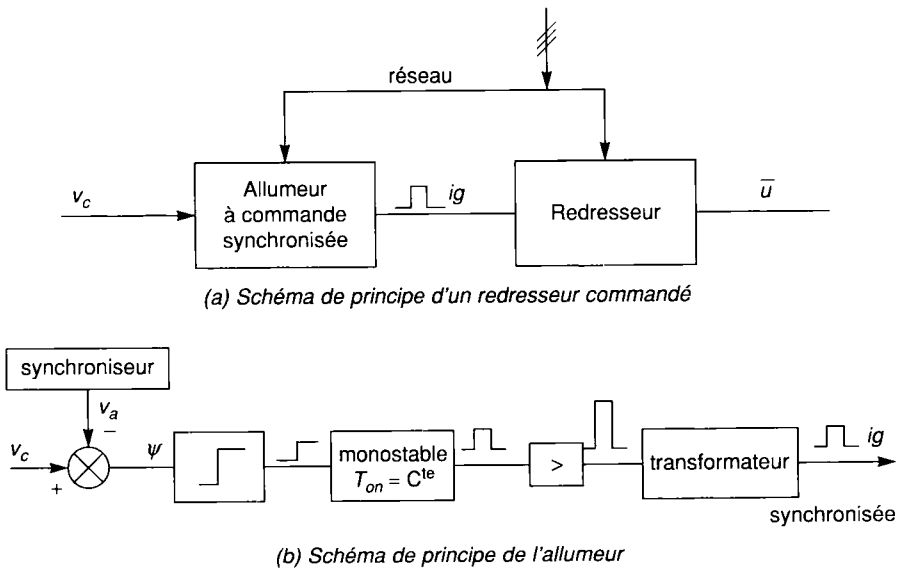 réseau
v_c
Allumeur
à commande
synchronisée
ig
Redresseur
u̅
(a) Schéma de principe d'un redresseur commandé
synchroniseur
v_a
−
v_c
+
ψ
monostable
T_on = C^te
>
transformateur
ig
synchronisée
(b) Schéma de principe de l'allumeur